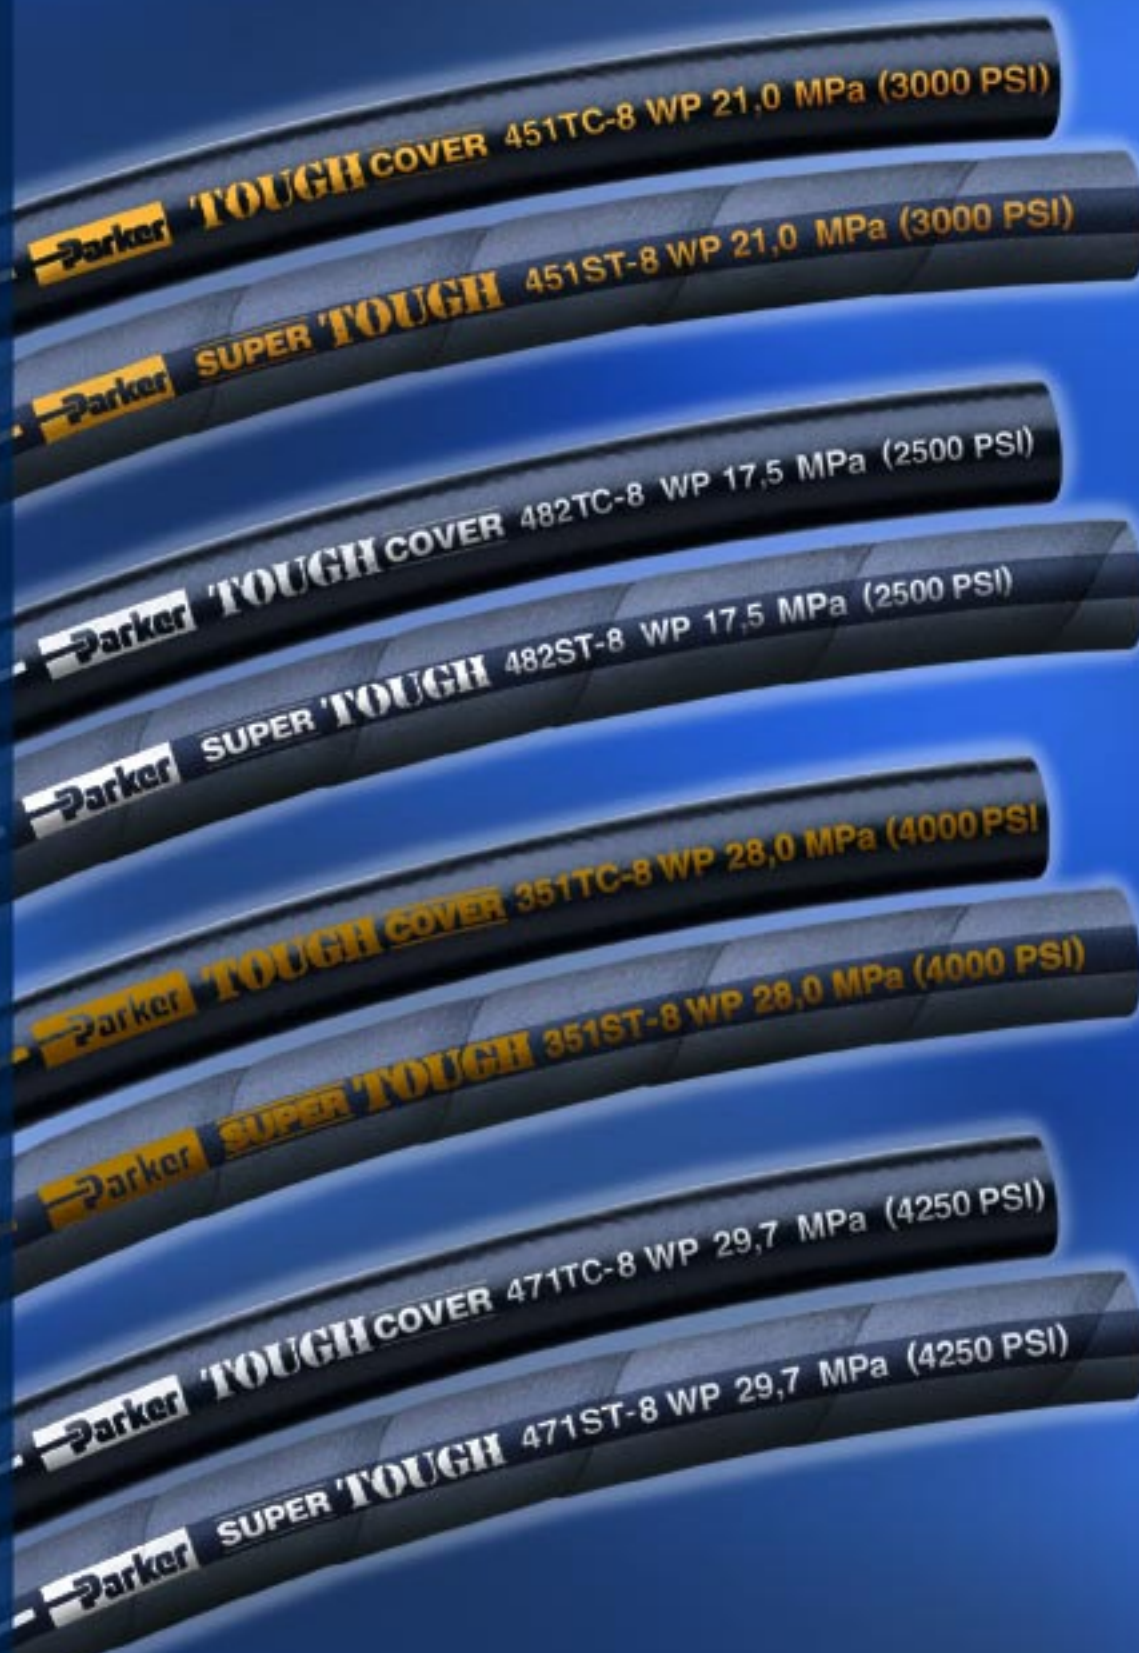 Parker TOUGH COVER 451TC-8 WP 21,0 MPa (3000 PSI)
Parker SUPER TOUGH 451ST-8 WP 21,0 MPa (3000 PSI)
Parker TOUGH COVER 482TC-8 WP 17,5 MPa (2500 PSI)
Parker SUPER TOUGH 482ST-8 WP 17,5 MPa (2500 PSI)
Parker TOUGH COVER 351TC-8 WP 28,0 MPa (4000 PSI
Parker SUPER TOUGH 351ST-8 WP 28,0 MPa (4000 PSI)
Parker TOUGH COVER 471TC-8 WP 29,7 MPa (4250 PSI)
Parker SUPER TOUGH 471ST-8 WP 29,7 MPa (4250 PSI)